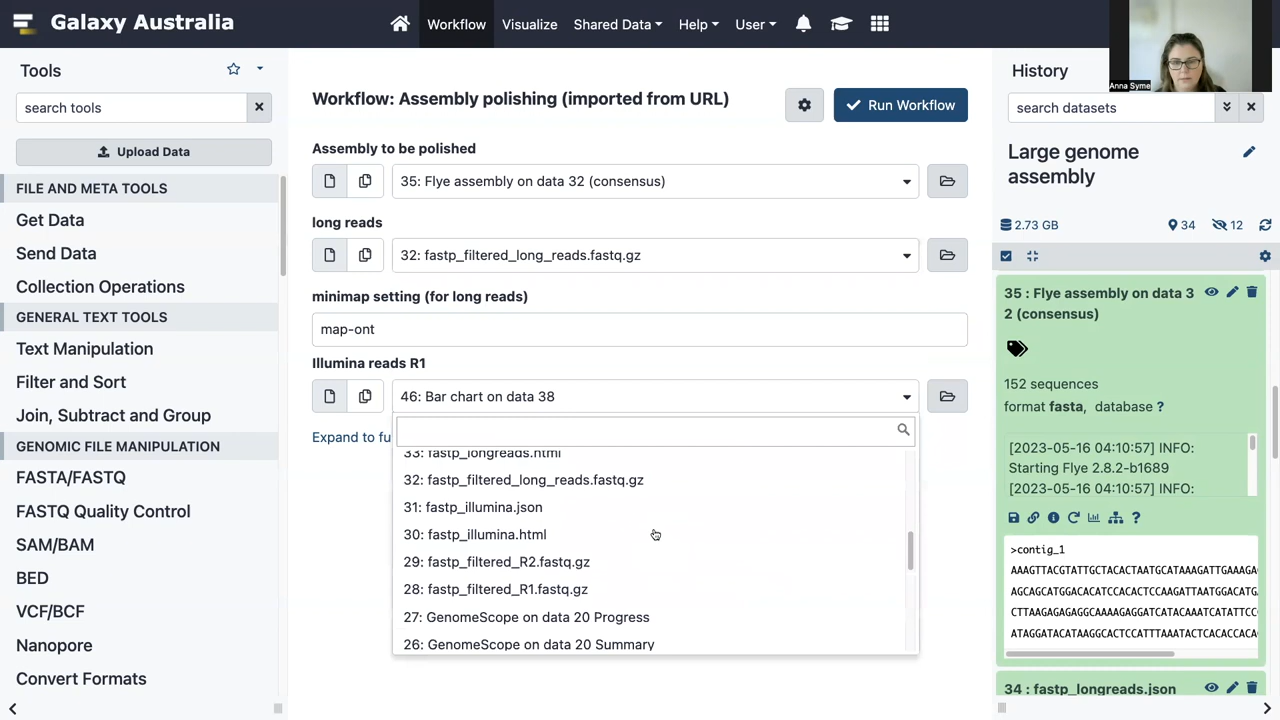 Galaxy Australia
Workflow
Visualize
Shared Data
Help
User
Anna Syme
Tools
search tools
Upload Data
FILE AND META TOOLS
Get Data
Send Data
Collection Operations
GENERAL TEXT TOOLS
Text Manipulation
Filter and Sort
Join, Subtract and Group
GENOMIC FILE MANIPULATION
FASTA/FASTQ
FASTQ Quality Control
SAM/BAM
BED
VCF/BCF
Nanopore
Convert Formats
Workflow: Assembly polishing (imported from URL)
Run Workflow
Assembly to be polished
35: Flye assembly on data 32 (consensus)
long reads
32: fastp_filtered_long_reads.fastq.gz
minimap setting (for long reads)
map-ont
Illumina reads R1
46: Bar chart on data 38
Expand to fu
33: fastp_longreads.html
32: fastp_filtered_long_reads.fastq.gz
31: fastp_illumina.json
30: fastp_illumina.html
29: fastp_filtered_R2.fastq.gz
28: fastp_filtered_R1.fastq.gz
27: GenomeScope on data 20 Progress
26: GenomeScope on data 20 Summary
History
search datasets
Large genome
assembly
2.73 GB
34
12
35 : Flye assembly on data 3
2 (consensus)
152 sequences
format fasta, database ?
[2023-05-16 04:10:57] INFO:
Starting Flye 2.8.2-b1689
[2023-05-16 04:10:57] INFO:
>contig_1
AAAGTTACGTATTGCTACACTAATGCATAAAGATTGAAAGA
AGCAGCATGGACACATCCACACTCCAAGATTAATGGACATG
CTTAAGAGAGAGGCAAAAGAGGATCATACAAATCATATTCC
ATAGGATACATAAGGCACTCCATTTAAATACTCACACCACA
34 : fastp_longreads.json